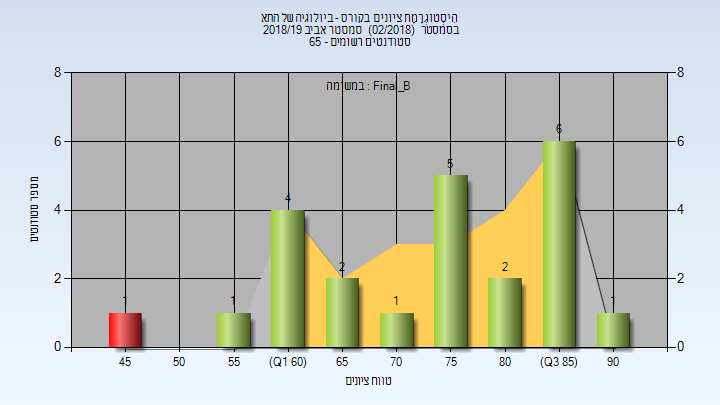 היסטוגרמת ציונים בקורס - ביולוגיה של התא
בסמסטר (02/2018) סמסטר אביב 2018/19
סטודנטים רשומים - 65
במשימה : Final_B
8 8
6 6
4 4
2 2
0 0
מספר סטודנטים
1 1 4 2 1 5 2 6 1
45 50 55 (Q1 60) 65 70 75 80 (Q3 85) 90
טווח ציונים